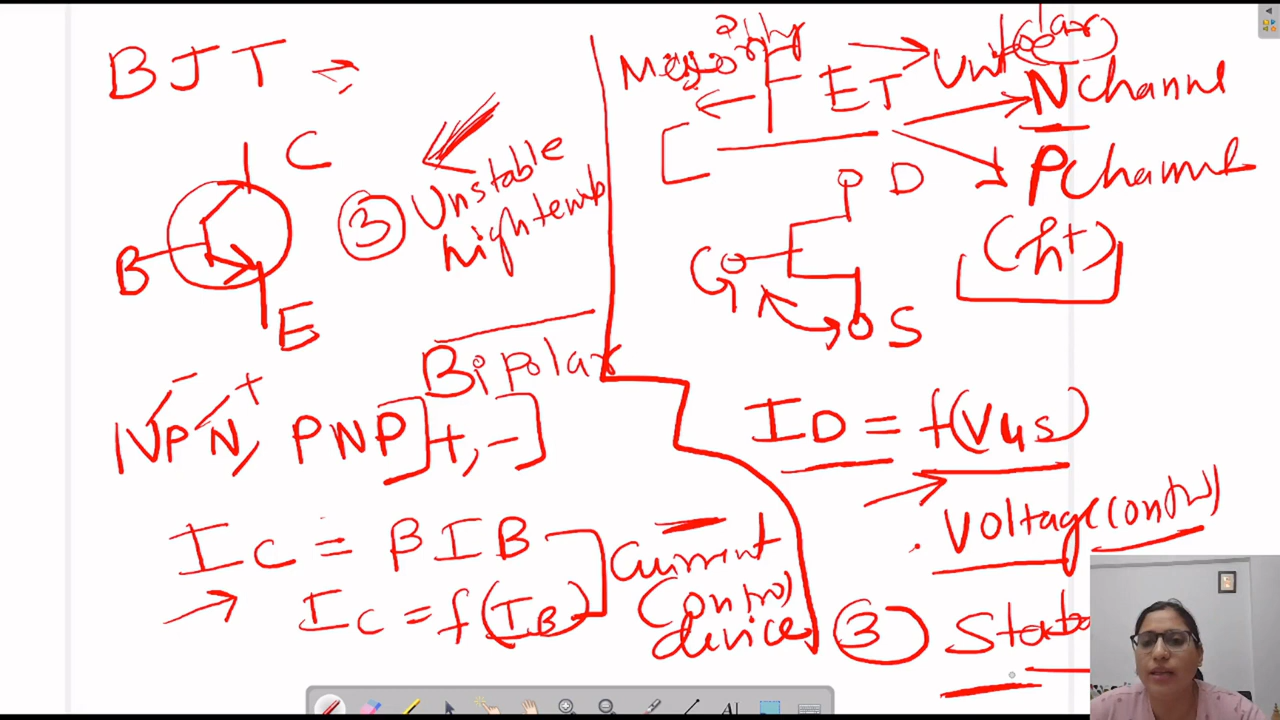 BJT →
C
B
E
③ Unstable
high temp
Bipolar
NPN, PNP] +, -]
- +
IC = βIB
IC = f(IB)
Current
Control
device
Majority
FET → Unipolar
N channel
P channel
(h+)
D
G
S
ID = f(VGS)
Voltage Control
③